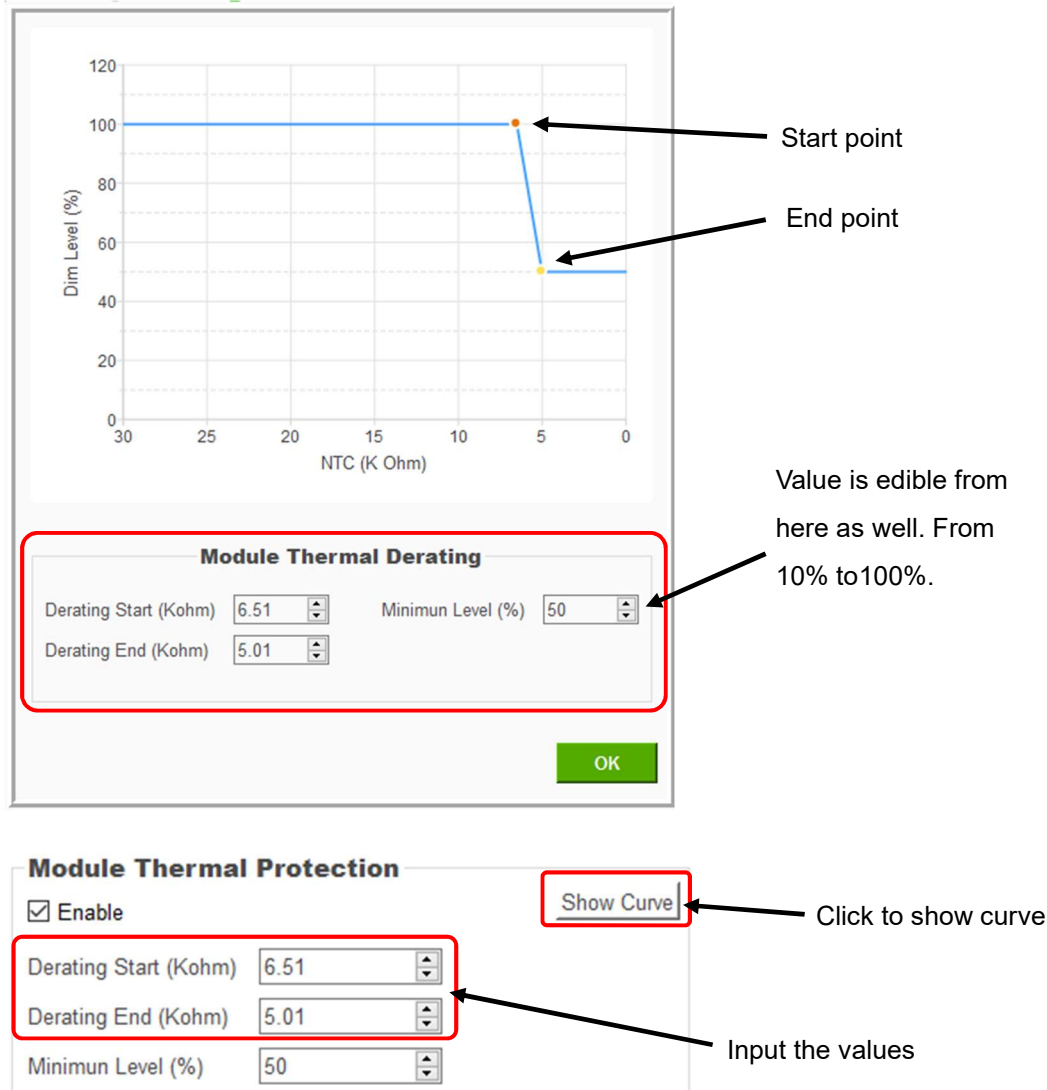 120
100
80
60
40
20
0
Dim Level (%)
30 25 20 15 10 5 0
NTC (K Ohm)
Start point
End point
Value is edible from
here as well. From
10% to100%.
Module Thermal Derating
Derating Start (Kohm) 6.51 Minimun Level (%) 50
Derating End (Kohm) 5.01
OK
Module Thermal Protection
Enable
Show Curve
Click to show curve
Derating Start (Kohm) 6.51
Derating End (Kohm) 5.01
Input the values
Minimun Level (%) 50